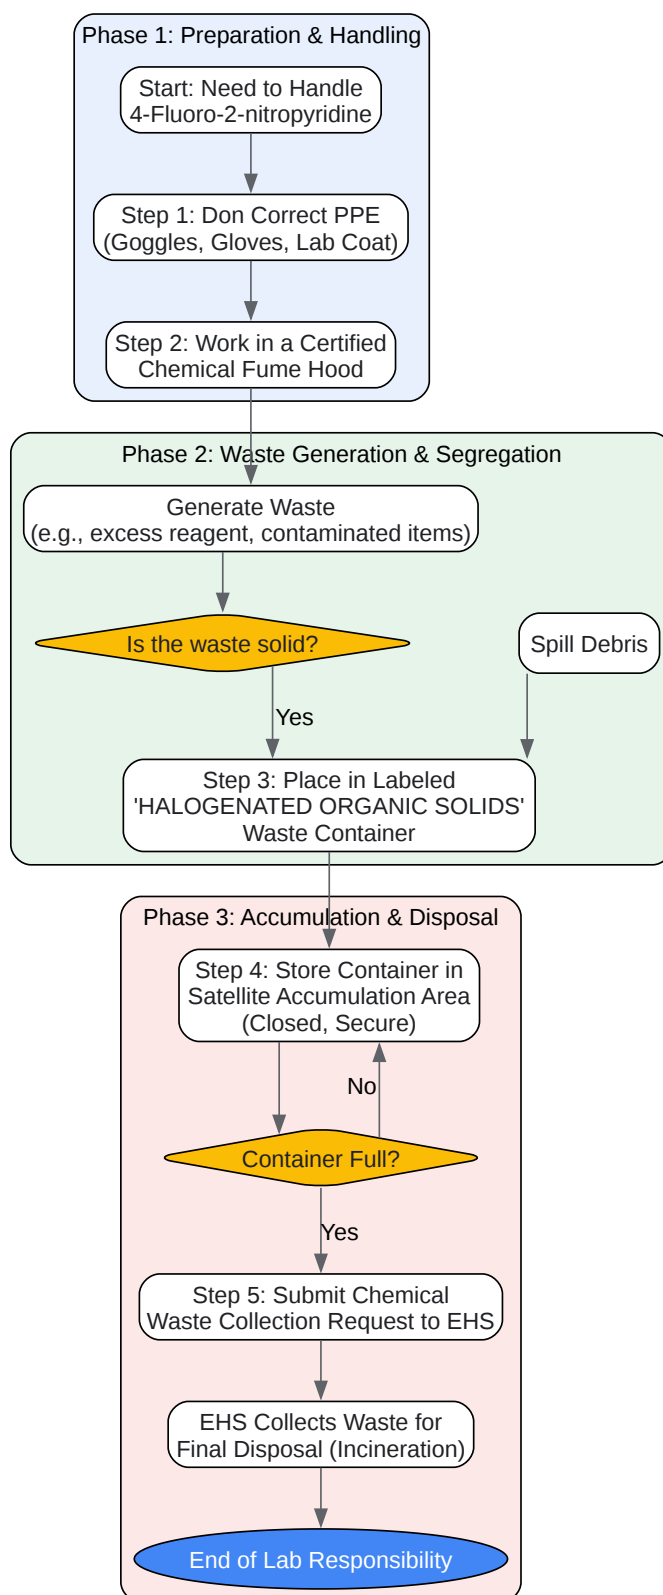 Phase 1: Preparation & Handling
Start: Need to Handle
4-Fluoro-2-nitropyridine
Step 1: Don Correct PPE
(Goggles, Gloves, Lab Coat)
Step 2: Work in a Certified
Chemical Fume Hood
Phase 2: Waste Generation & Segregation
Generate Waste
(e.g., excess reagent, contaminated items)
Is the waste solid?
Spill Debris
Yes
Step 3: Place in Labeled
'HALOGENATED ORGANIC SOLIDS'
Waste Container
Phase 3: Accumulation & Disposal
Step 4: Store Container in
Satellite Accumulation Area
(Closed, Secure)
No
Container Full?
Yes
Step 5: Submit Chemical
Waste Collection Request to EHS
EHS Collects Waste for
Final Disposal (Incineration)
End of Lab Responsibility